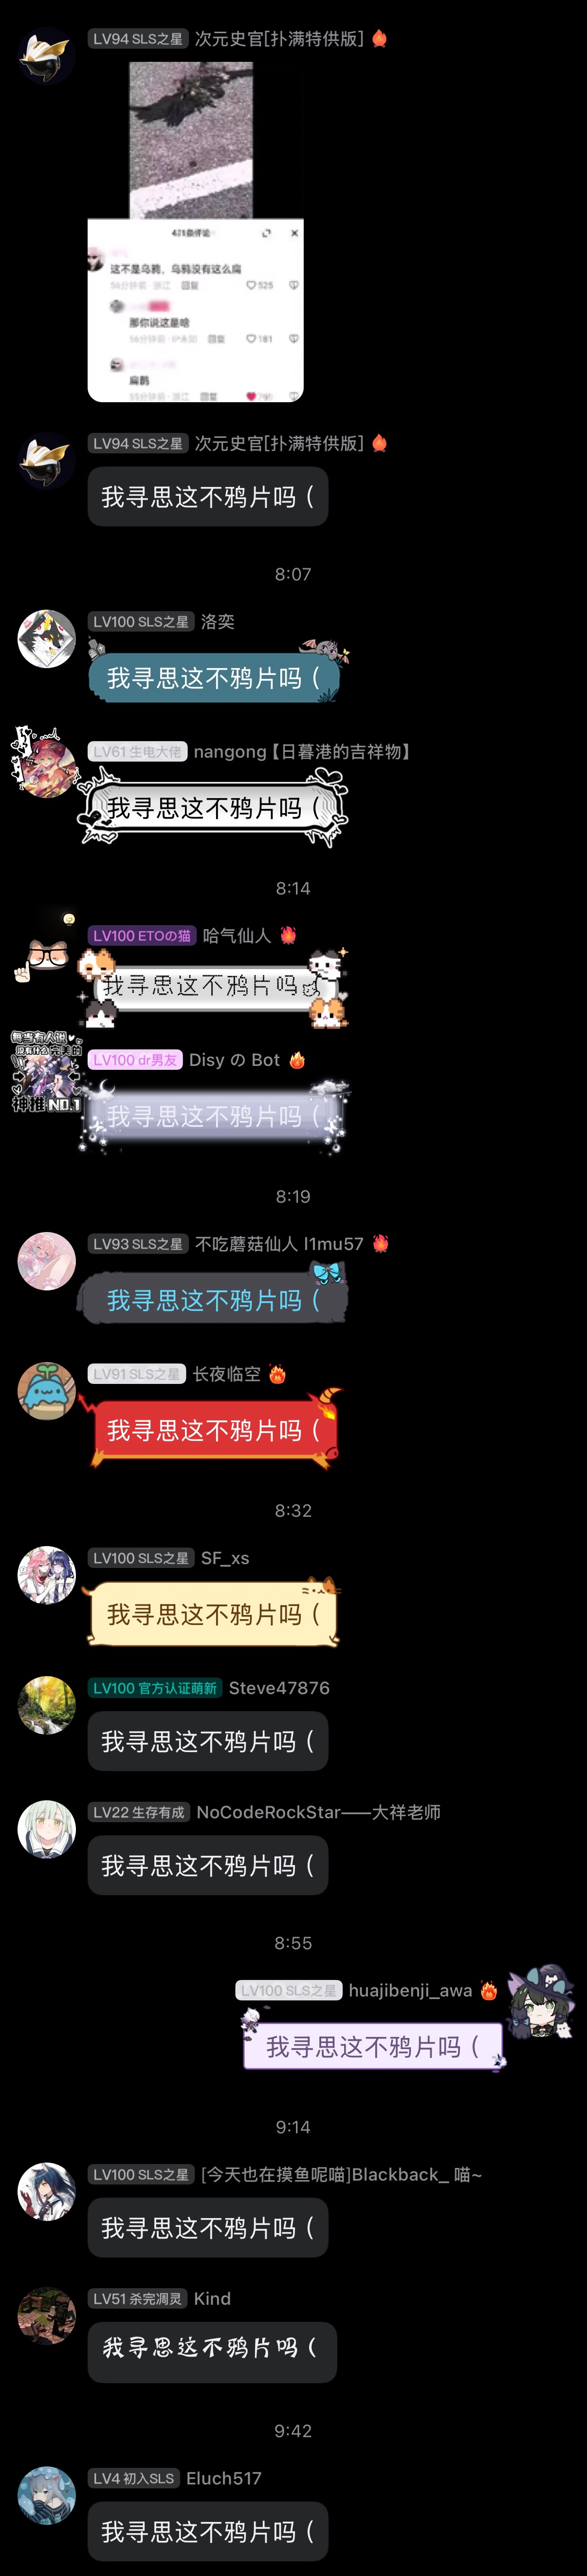 LV94 SLS之星 次元史官[扑满特供版]
421条评论
这不是乌鸦，乌鸦没有这么扁
56分钟前·浙江 回复 525
那你说这是啥
56分钟前·IP未知 回复 181
扁鹊
55分钟前·浙江 回复
LV94 SLS之星 次元史官[扑满特供版]
我寻思这不鸦片吗（
8:07
LV100 SLS之星 洛奕
我寻思这不鸦片吗（
LV61 生电大佬 nangong【日暮港的吉祥物】
我寻思这不鸦片吗（
8:14
LV100 ETOの猫 哈气仙人
我寻思这不鸦片吗
LV100 dr男友 Disy の Bot
每当有人说
神推 NO.1
我寻思这不鸦片吗（
8:19
LV93 SLS之星 不吃蘑菇仙人 l1mu57
我寻思这不鸦片吗（
LV91 SLS之星 长夜临空
我寻思这不鸦片吗（
8:32
LV100 SLS之星 SF_xs
我寻思这不鸦片吗（
LV100 官方认证萌新 Steve47876
我寻思这不鸦片吗（
LV22 生存有成 NoCodeRockStar——大祥老师
我寻思这不鸦片吗（
8:55
LV100 SLS之星 huajibenji_awa
我寻思这不鸦片吗（
9:14
LV100 SLS之星 [今天也在摸鱼呢喵]Blackback_ 喵~
我寻思这不鸦片吗（
LV51 杀完凋灵 Kind
我寻思这不鸦片吗（
9:42
LV4 初入SLS Eluch517
我寻思这不鸦片吗（